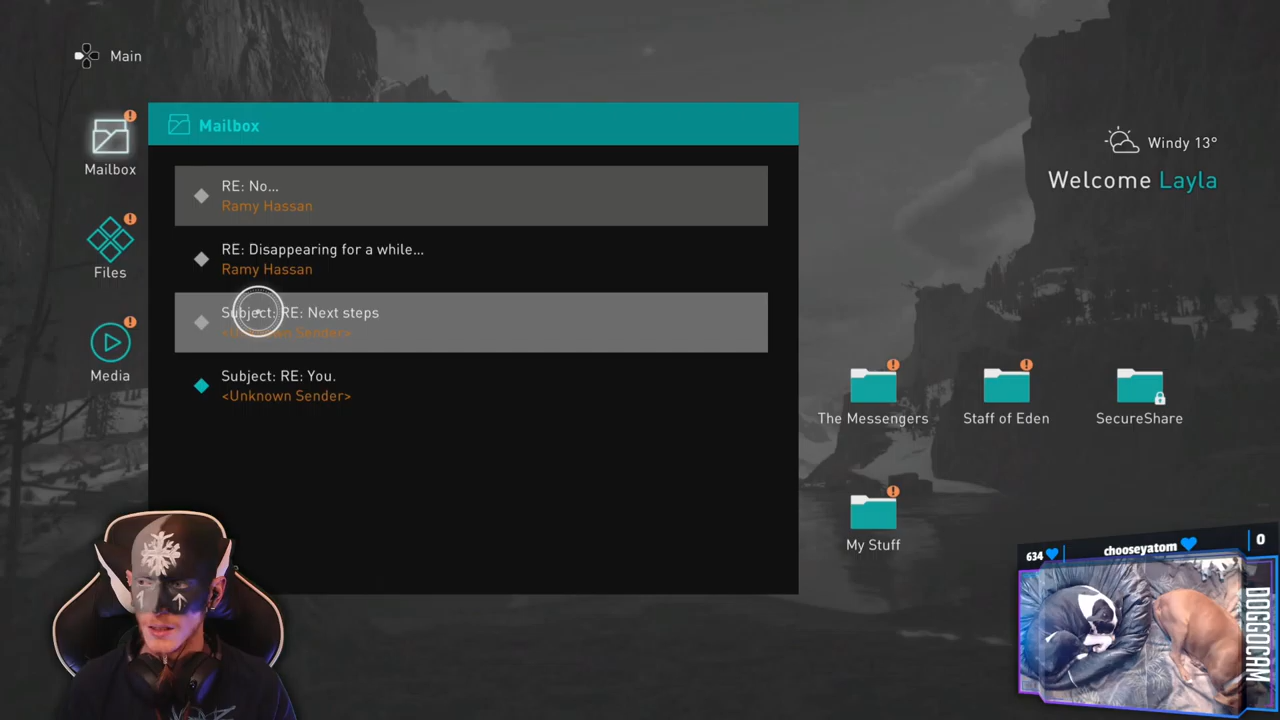 Main
Mailbox
Windy 13°
Welcome Layla
Mailbox
RE: No...
Ramy Hassan
Files
RE: Disappearing for a while...
Ramy Hassan
Subject: RE: Next steps
<Unknown Sender>
Media
Subject: RE: You.
<Unknown Sender>
The Messengers
Staff of Eden
SecureShare
My Stuff
634
chooseyatom
0
DOGGOCAM